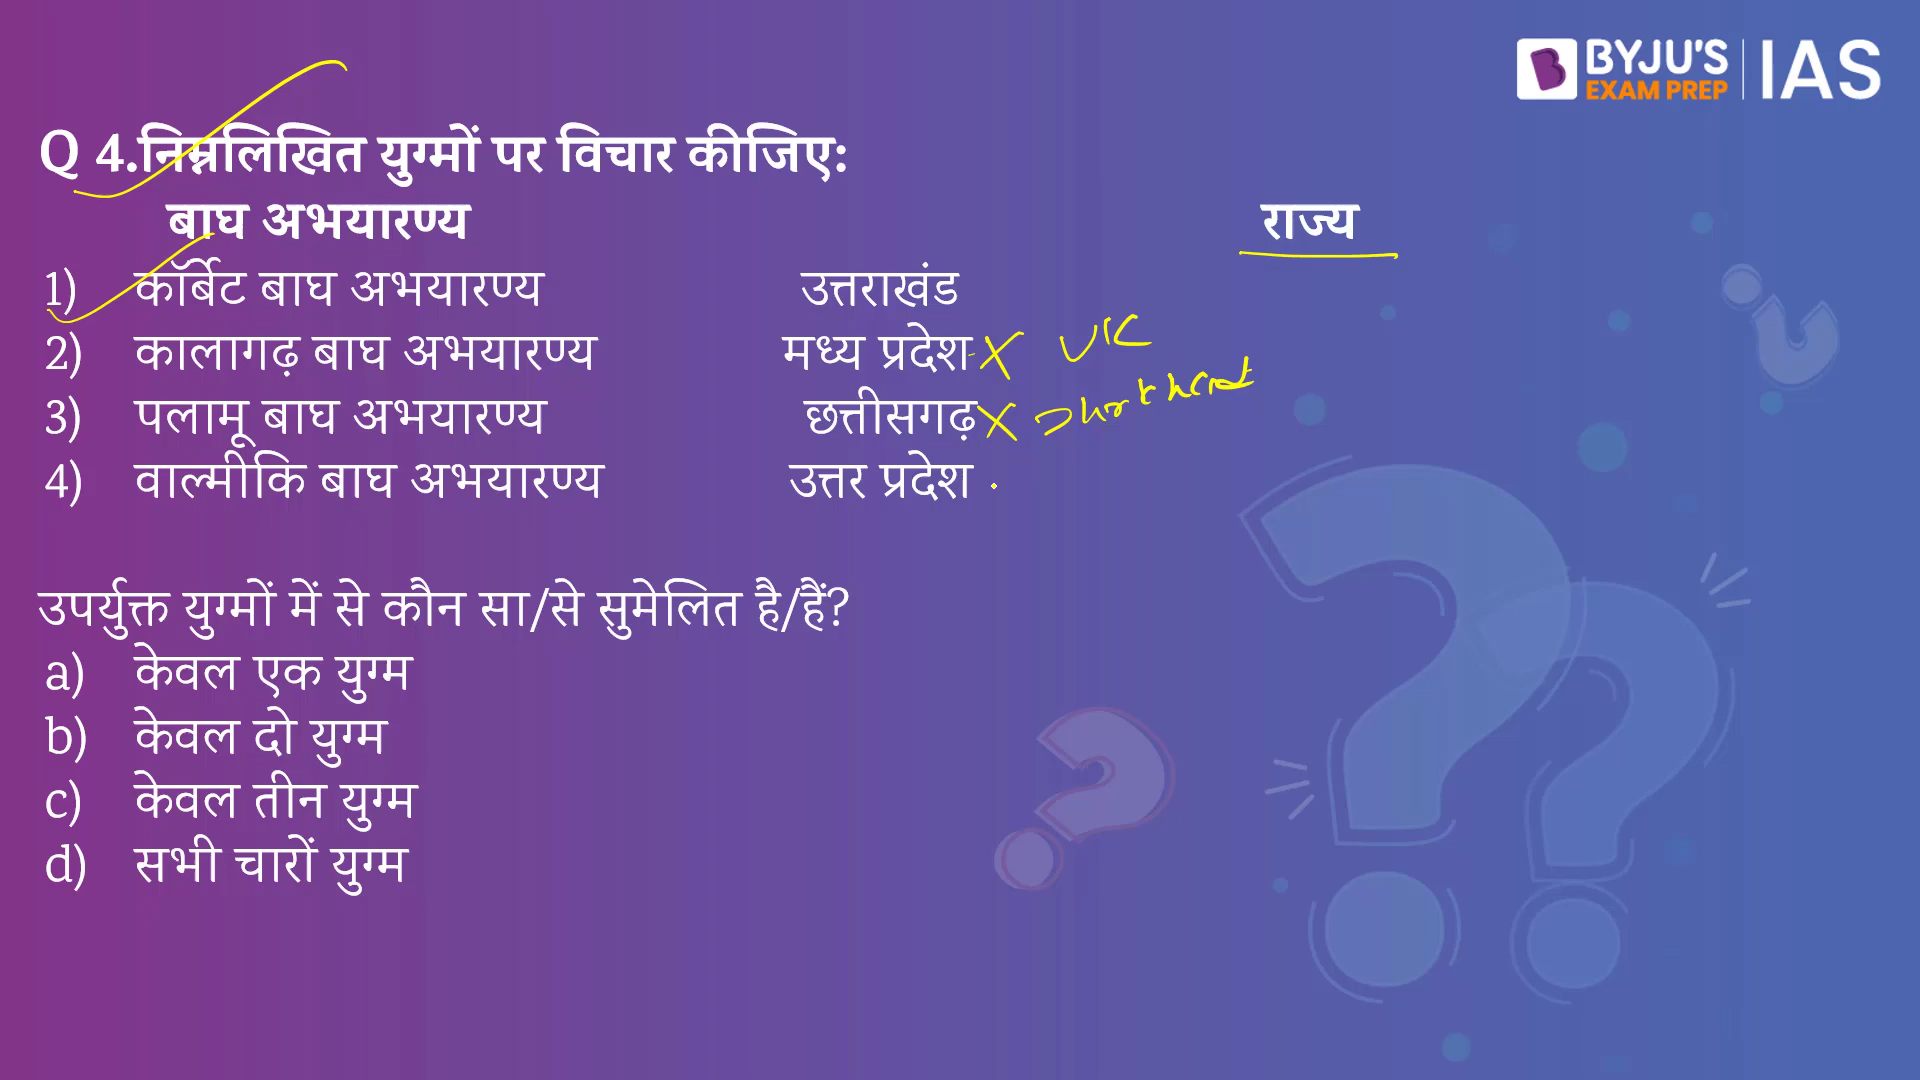 BYJU'S IAS
EXAM PREP
Q 4.निम्नलिखित युग्मों पर विचार कीजिए:
बाघ अभयारण्य राज्य
1) कॉर्बेट बाघ अभयारण्य उत्तराखंड
2) कालागढ़ बाघ अभयारण्य मध्य प्रदेश X UK
3) पलामू बाघ अभयारण्य छत्तीसगढ़ X
4) वाल्मीकि बाघ अभयारण्य उत्तर प्रदेश
उपर्युक्त युग्मों में से कौन सा/से सुमेलित है/हैं?
a) केवल एक युग्म
b) केवल दो युग्म
c) केवल तीन युग्म
d) सभी चारों युग्म